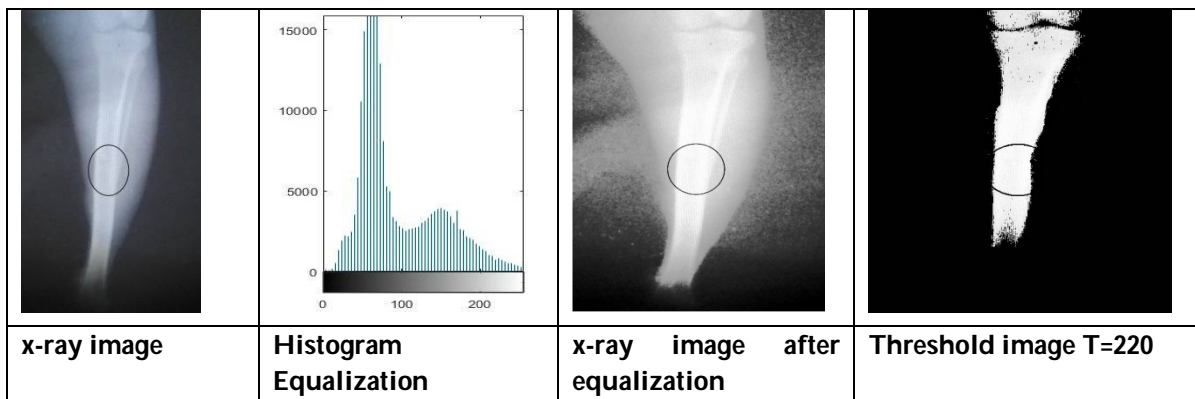 15000
10000
5000
0
0 100 200
x-ray image
Histogram
Equalization
x-ray image after
equalization
Threshold image T=220